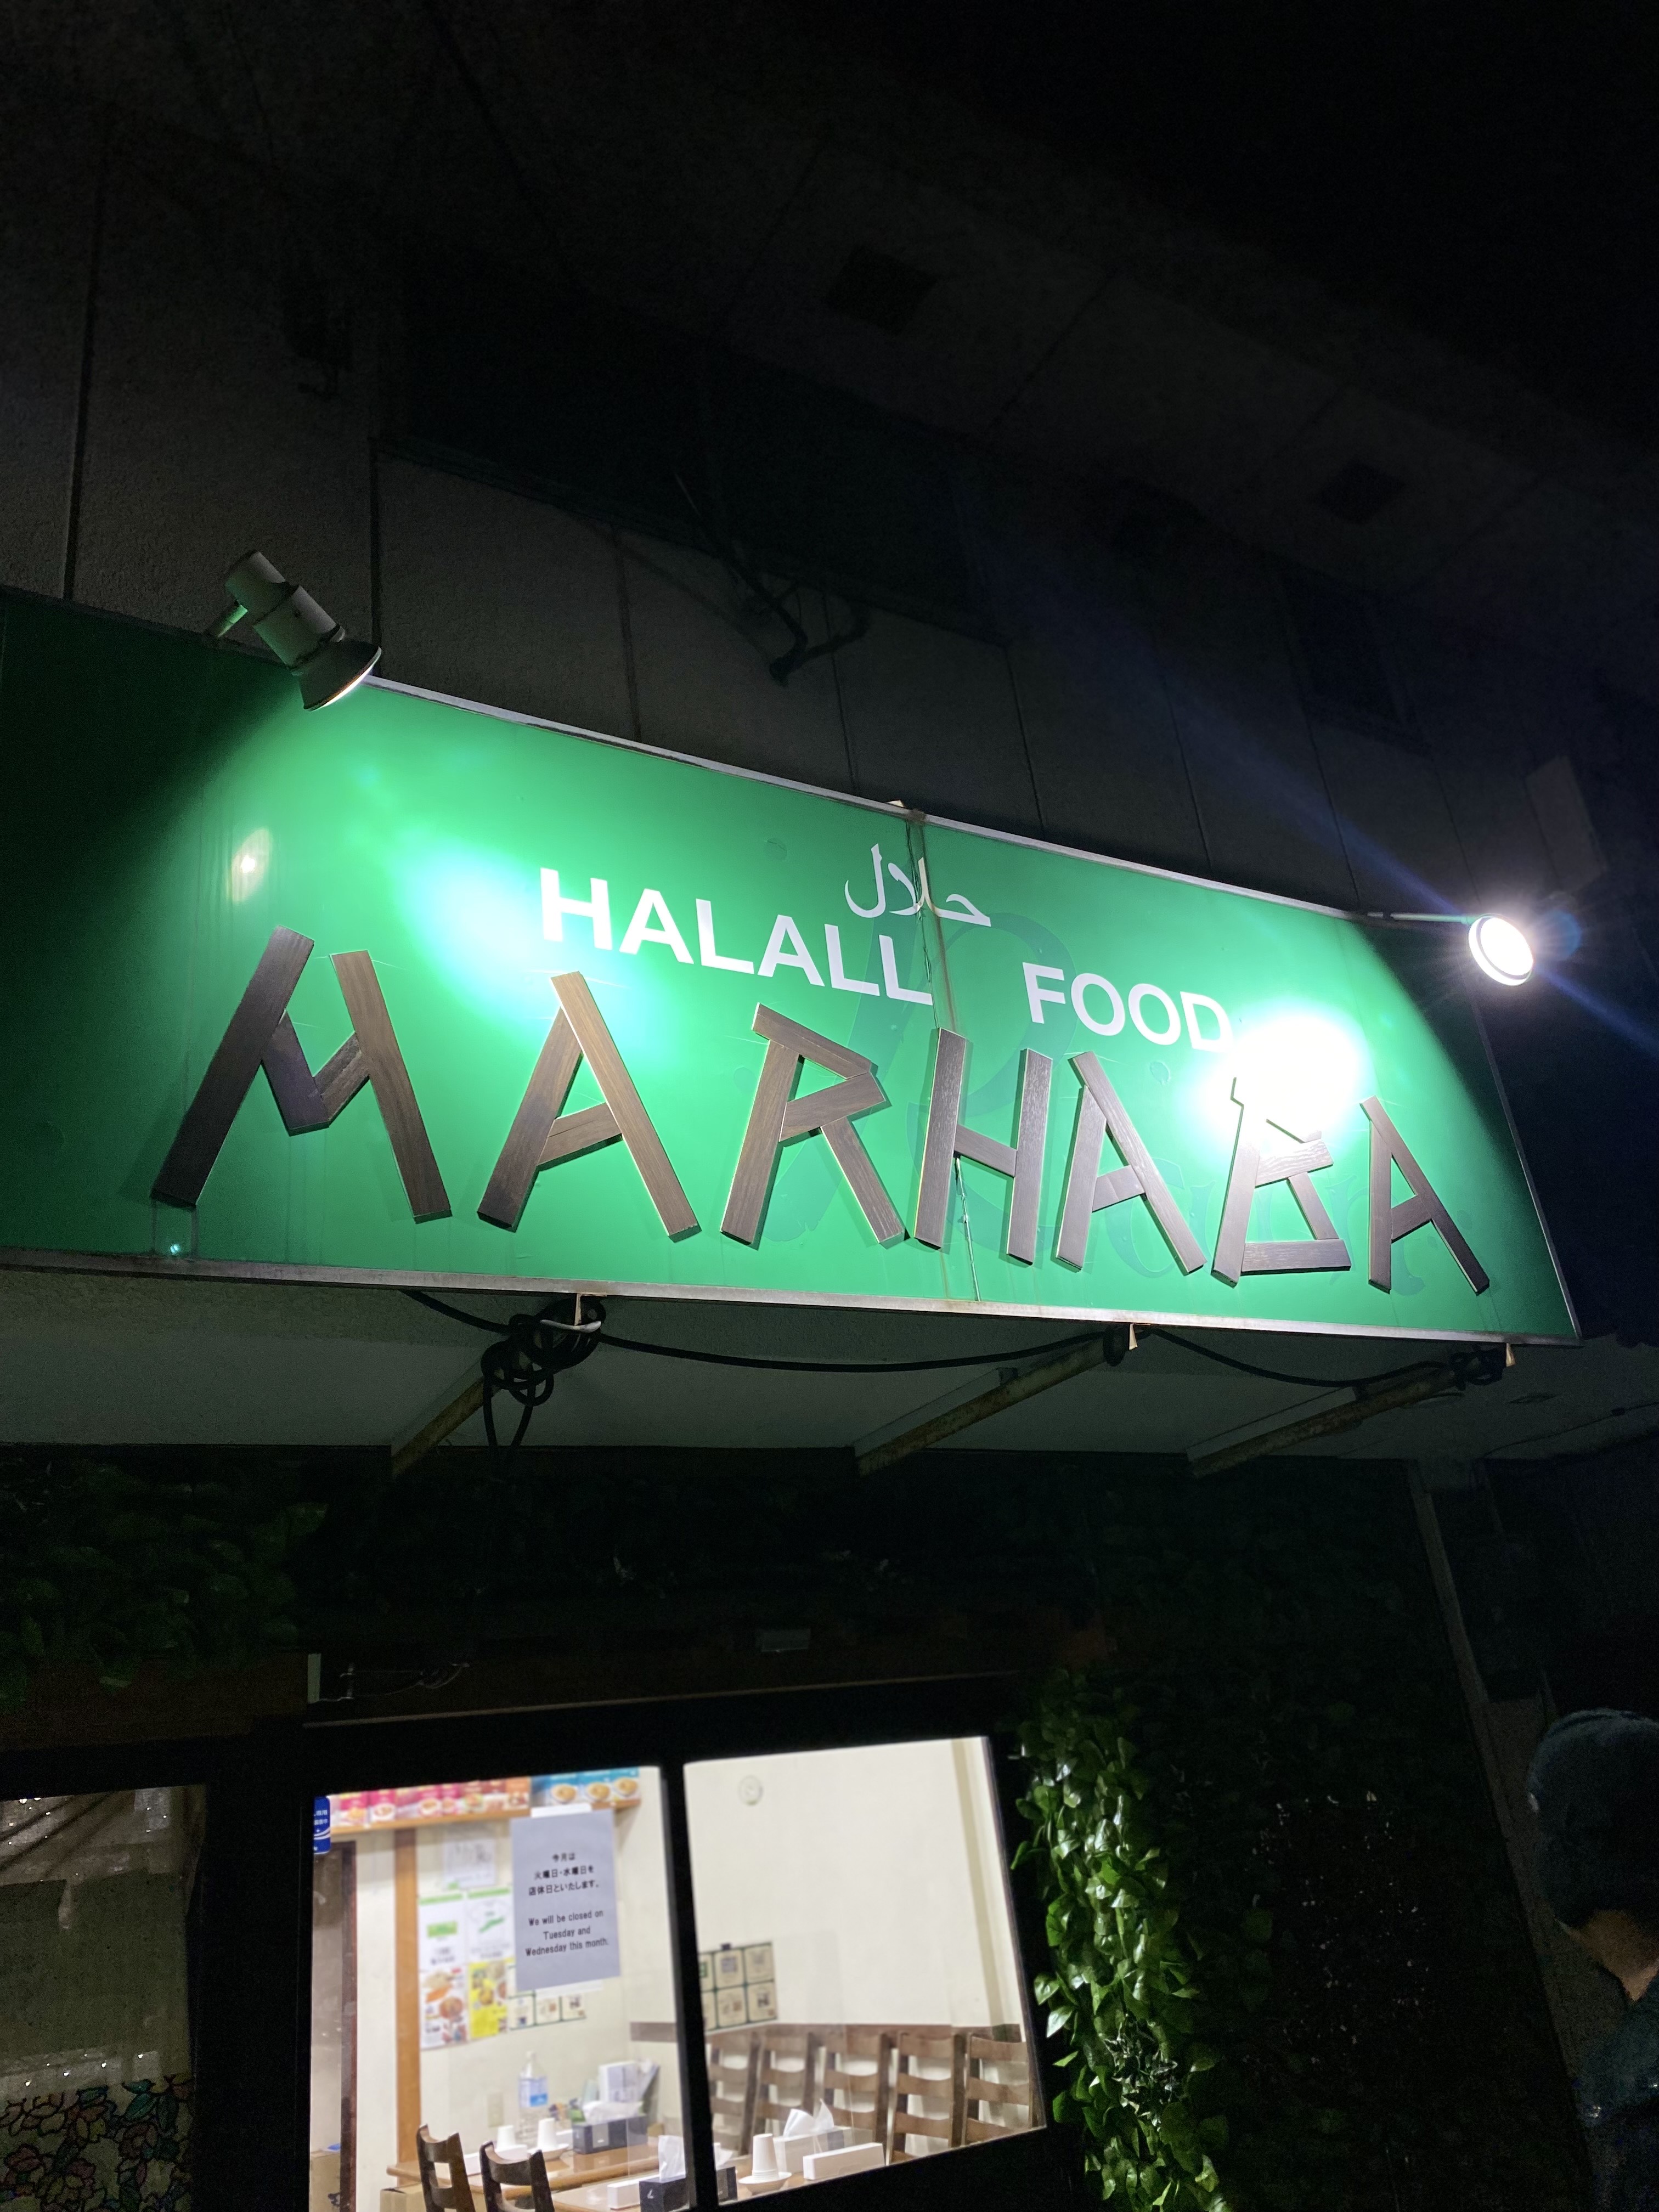 حلال
HALALL FOOD
MARHABA
今月は
火曜日・水曜日を
店休日といたします。
We will be closed on
Tuesday and
Wednesday this month.